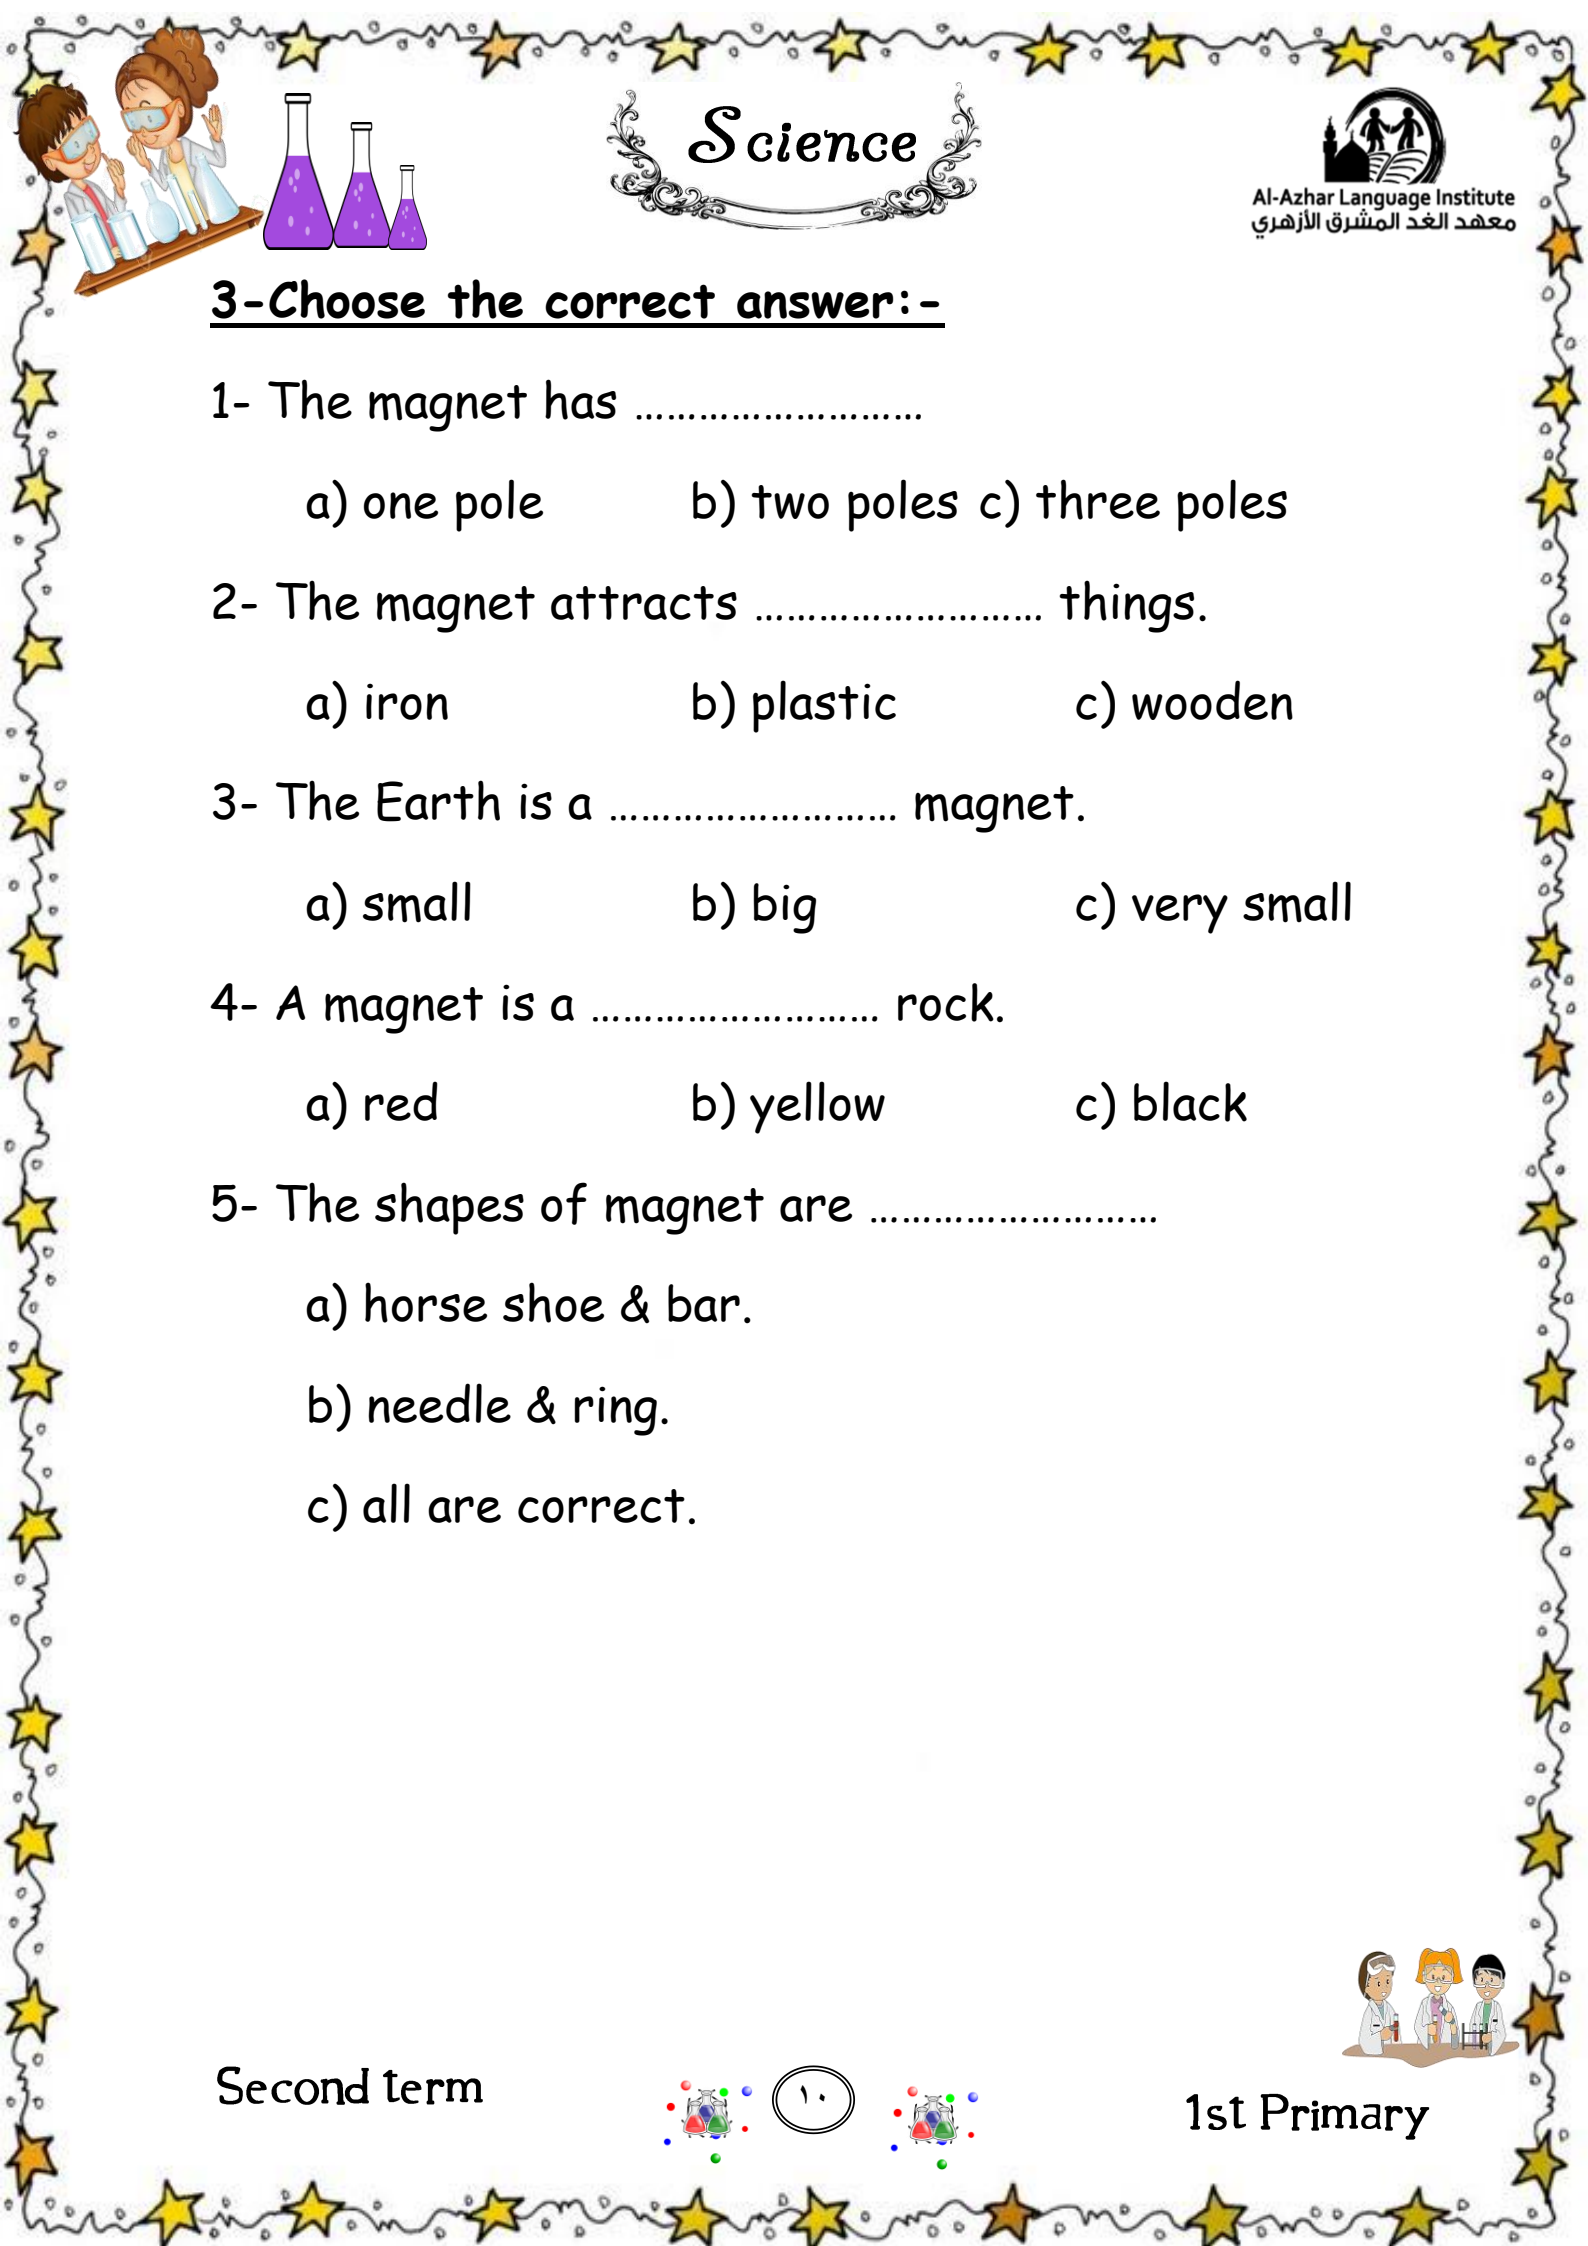 Science
Al-Azhar Language Institute
معهد الغد المشرق الأزهري
3-Choose the correct answer:-
1- The magnet has ...........................
a) one pole b) two poles c) three poles
2- The magnet attracts ........................... things.
a) iron b) plastic c) wooden
3- The Earth is a ........................... magnet.
a) small b) big c) very small
4- A magnet is a ........................... rock.
a) red b) yellow c) black
5- The shapes of magnet are ...........................
a) horse shoe & bar.
b) needle & ring.
c) all are correct.
Second term
١٠
1st Primary